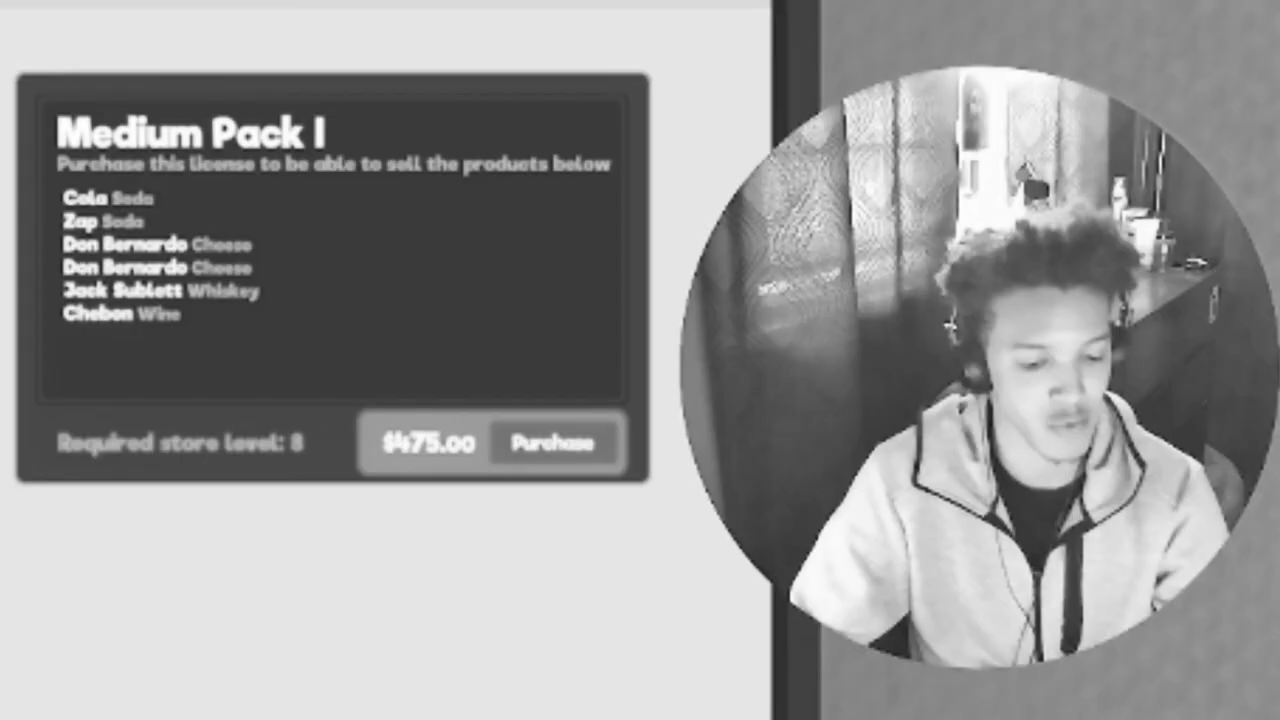 Medium Pack I
Purchase this license to be able to sell the products below
Cola Soda
Zap Soda
Don Bernardo Cheese
Don Bernardo Cheese
Jack Sublett Whiskey
Chebon Wine
Required store level: 8
$475.00 Purchase